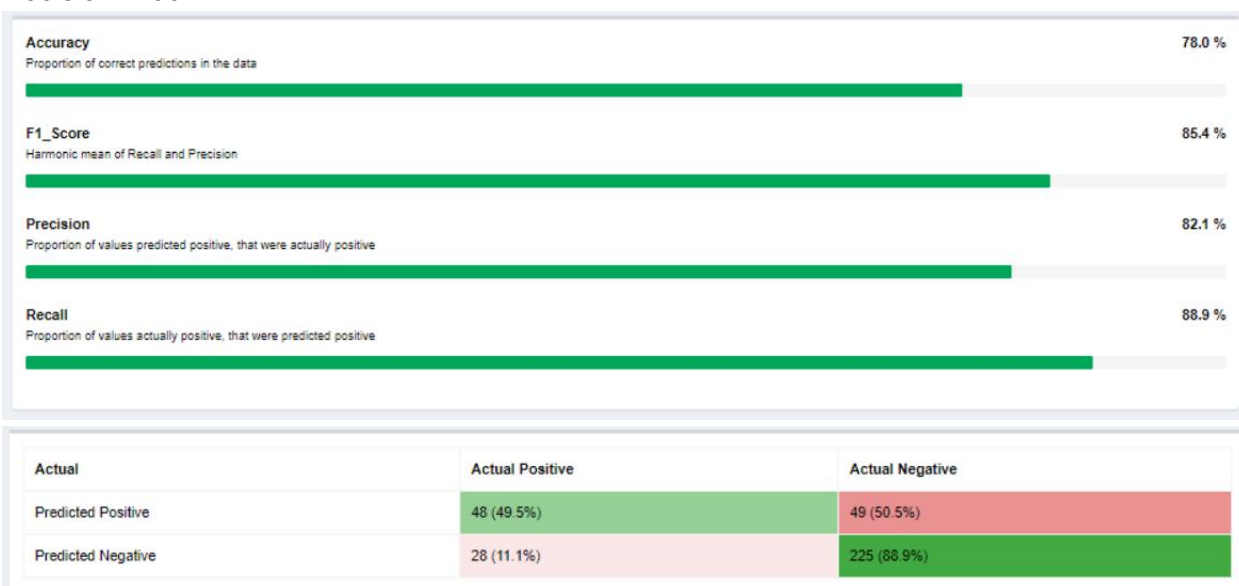 Accuracy 78.0 %
Proportion of correct predictions in the data
F1_Score 85.4 %
Harmonic mean of Recall and Precision
Precision 82.1 %
Proportion of values predicted positive, that were actually positive
Recall 88.9 %
Proportion of values actually positive, that were predicted positive
Actual Actual Positive Actual Negative
Predicted Positive 48 (49.5%) 49 (50.5%)
Predicted Negative 28 (11.1%) 225 (88.9%)